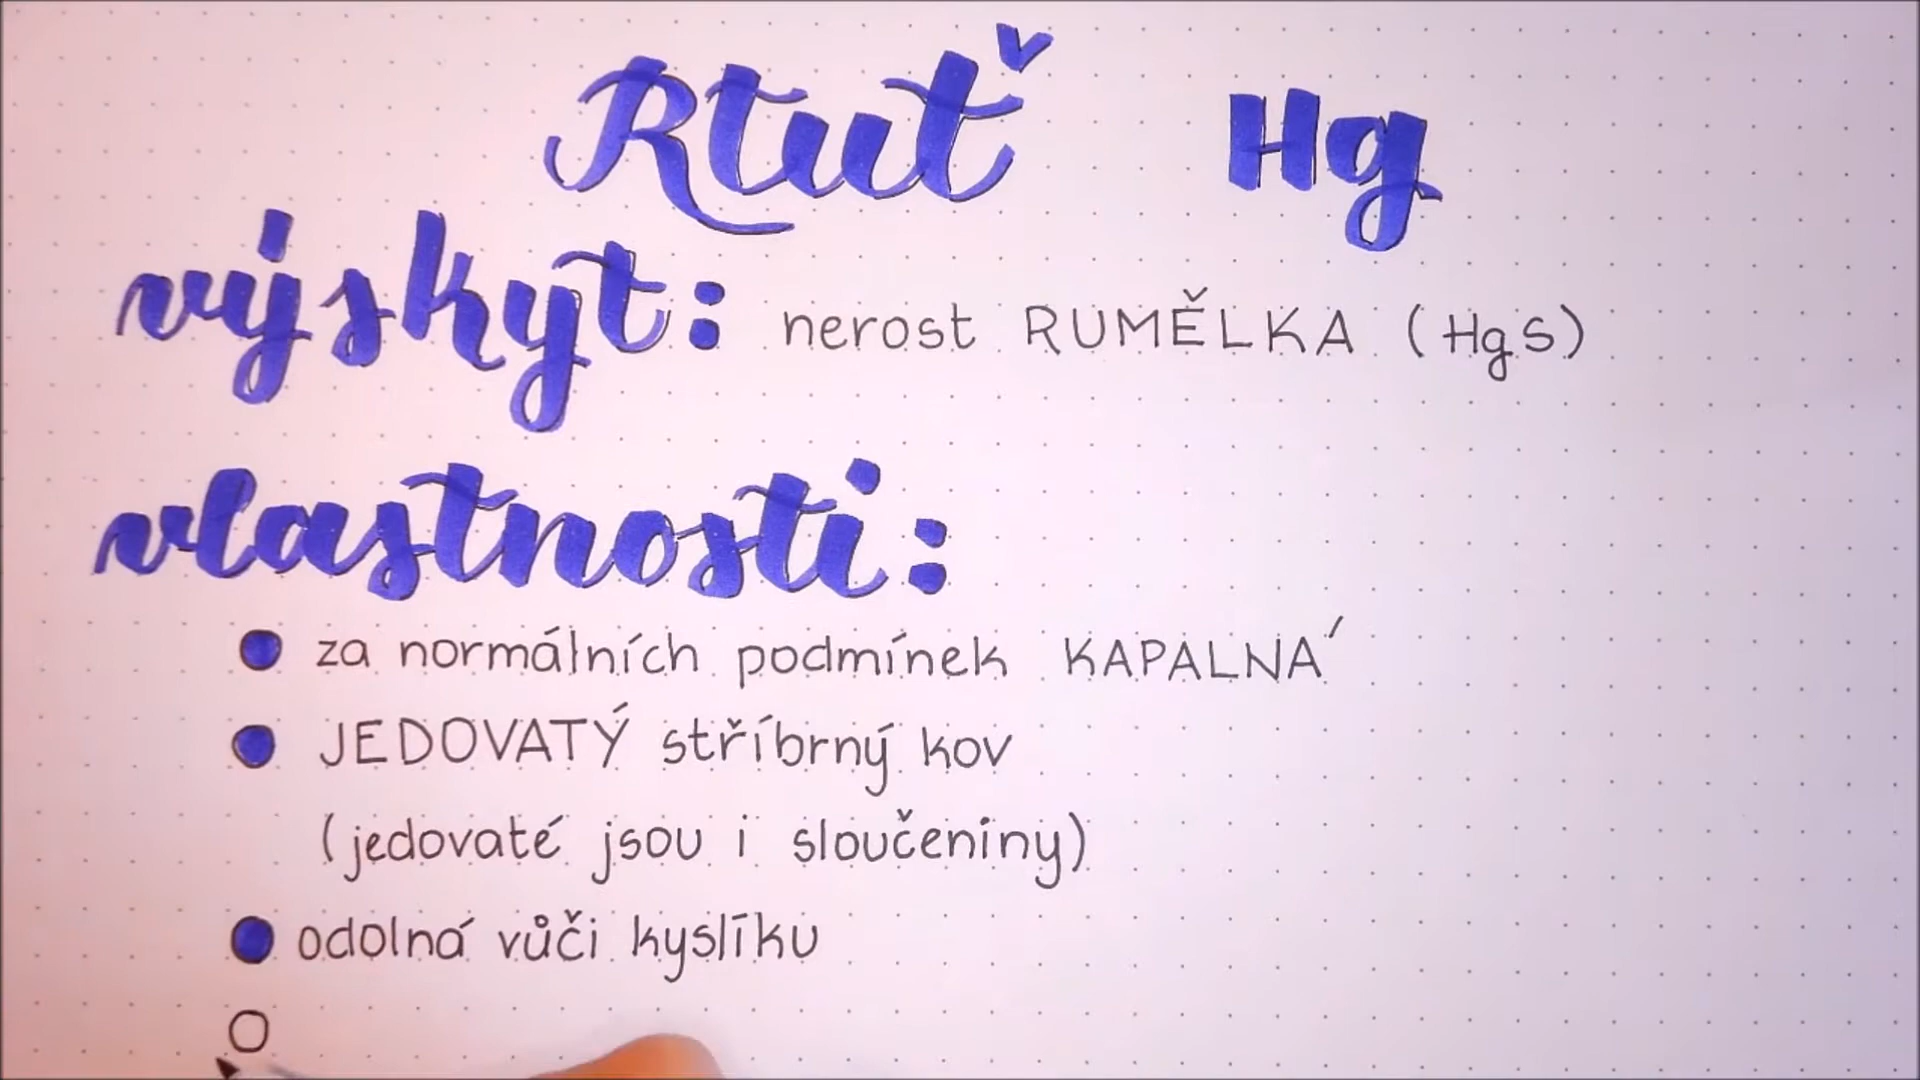 Rtuť Hg
výskyt: nerost RUMĚLKA (HgS)
vlastnosti:
za normálních podmínek KAPALNÁ
JEDOVATÝ stříbrný kov
(jedovaté jsou i sloučeniny)
odolná vůči kyslíku